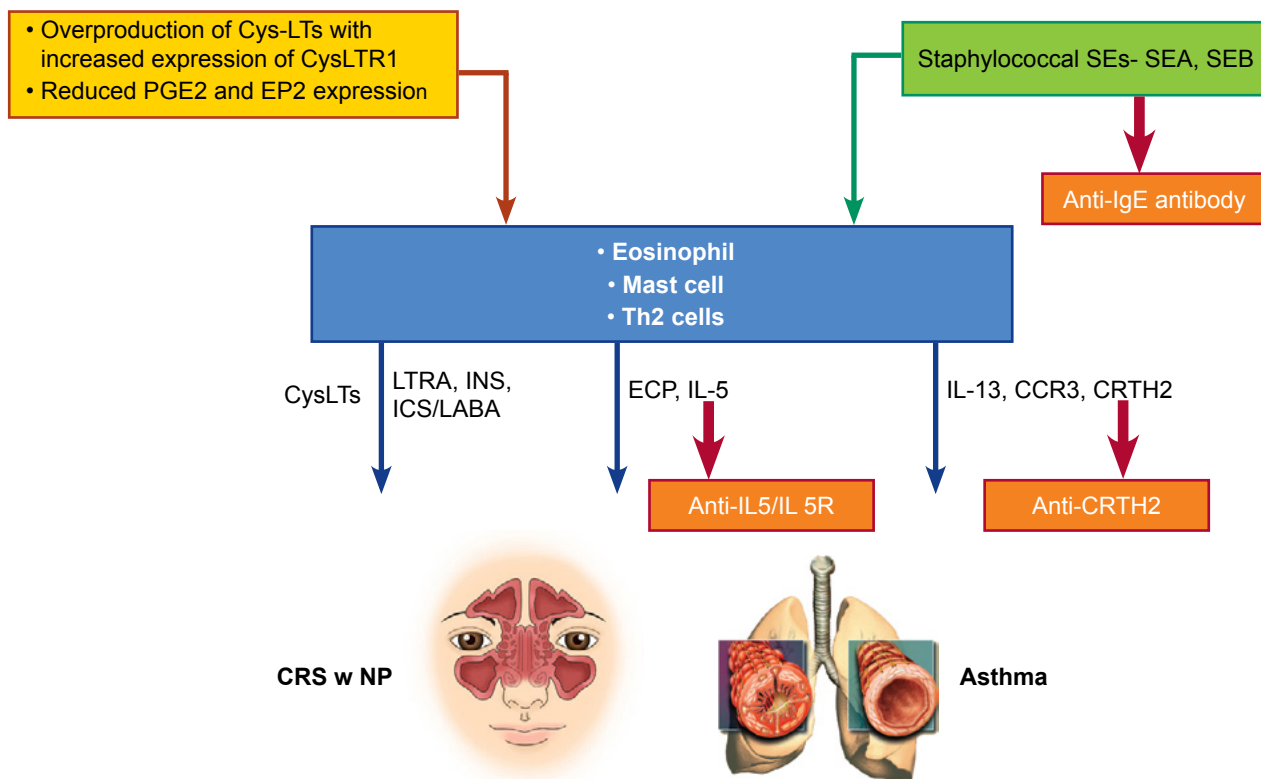 • Overproduction of Cys-LTs with
increased expression of CysLTR1
• Reduced PGE2 and EP2 expression
Staphylococcal SEs- SEA, SEB
Anti-IgE antibody
• Eosinophil
• Mast cell
• Th2 cells
CysLTs
LTRA, INS,
ICS/LABA
ECP, IL-5
IL-13, CCR3, CRTH2
Anti-IL5/IL 5R
Anti-CRTH2
CRS w NP
Asthma